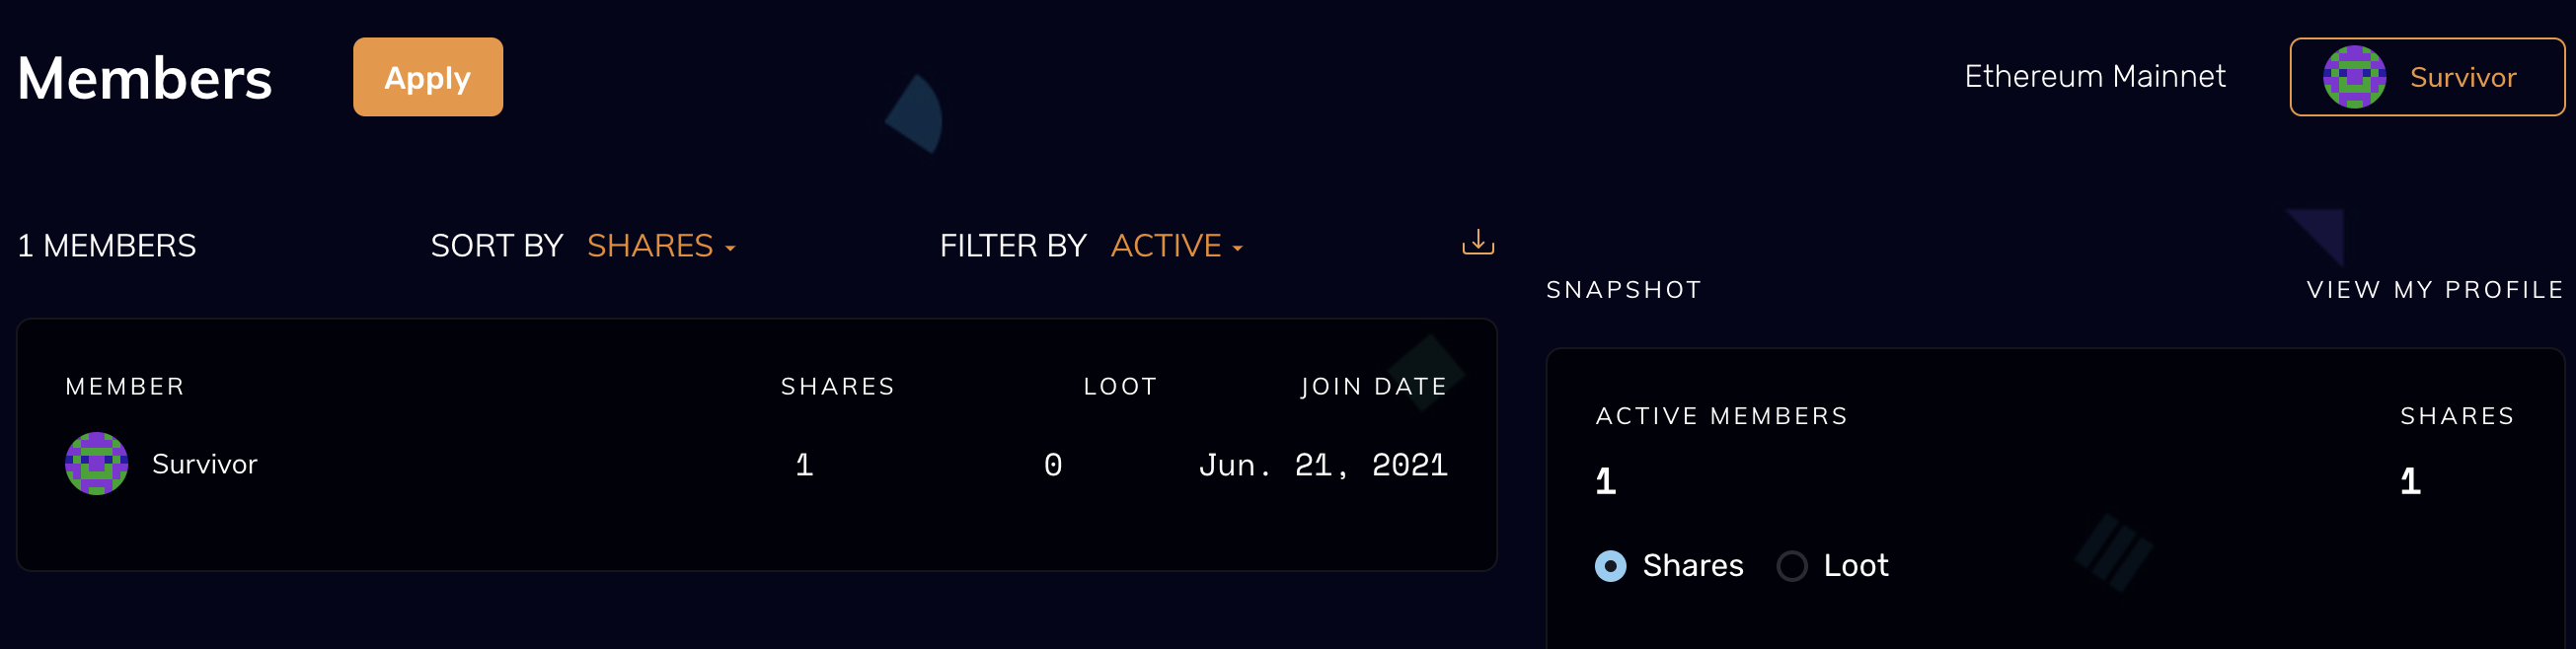 Members
Apply
Ethereum Mainnet
Survivor
1 MEMBERS
SORT BY SHARES
FILTER BY ACTIVE
MEMBER SHARES LOOT JOIN DATE
Survivor 1 0 Jun. 21, 2021
SNAPSHOT
VIEW MY PROFILE
ACTIVE MEMBERS SHARES
1 1
Shares Loot